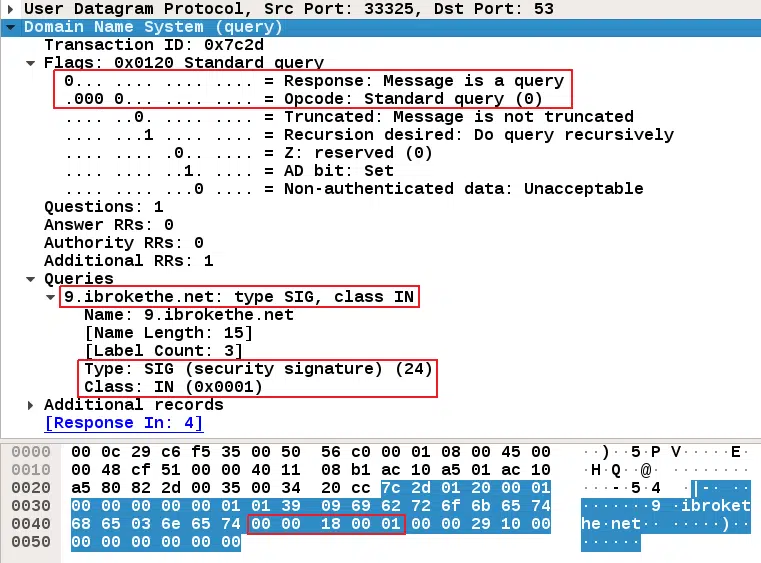 User Datagram Protocol, Src Port: 33325, Dst Port: 53
Domain Name System (query)
Transaction ID: 0x7c2d
Flags: 0x0120 Standard query
0... .... .... .... = Response: Message is a query
.000 0... .... .... = Opcode: Standard query (0)
.... ..0. .... .... = Truncated: Message is not truncated
.... ...1 .... .... = Recursion desired: Do query recursively
.... .... .0.. .... = Z: reserved (0)
.... .... ..1. .... = AD bit: Set
.... .... ...0 .... = Non-authenticated data: Unacceptable
Questions: 1
Answer RRs: 0
Authority RRs: 0
Additional RRs: 1
Queries
9.ibrokethe.net: type SIG, class IN
Name: 9.ibrokethe.net
[Name Length: 15]
[Label Count: 3]
Type: SIG (security signature) (24)
Class: IN (0x0001)
Additional records
[Response In: 4]
0000 00 0c 29 c6 f5 35 00 50 56 c0 00 01 08 00 45 00 ··)··5·P V·····E·
0010 00 48 cf 51 00 00 40 11 08 b1 ac 10 a5 01 ac 10 ·H·Q··@· ········
0020 a5 80 82 2d 00 35 00 34 20 cc 7c 2d 01 20 00 01 ···-·5·4 ·|-· ··
0030 00 00 00 00 00 01 01 39 09 69 62 72 6f 6b 65 74 ·······9 ·ibroket
0040 68 65 03 6e 65 74 00 00 18 00 01 00 00 29 10 00 he·net·· ·····)··
0050 00 00 00 00 00 00 ······